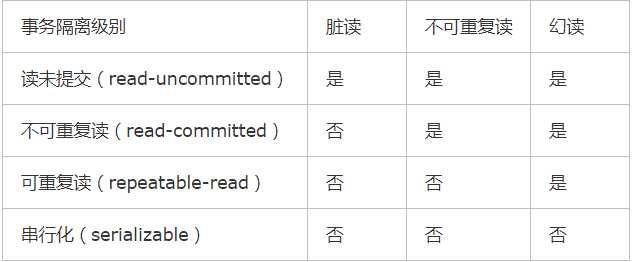 事务隔离级别 脏读 不可重复读 幻读
读未提交（read-uncommitted） 是 是 是
不可重复读（read-committed） 否 是 是
可重复读（repeatable-read） 否 否 是
串行化（serializable） 否 否 否